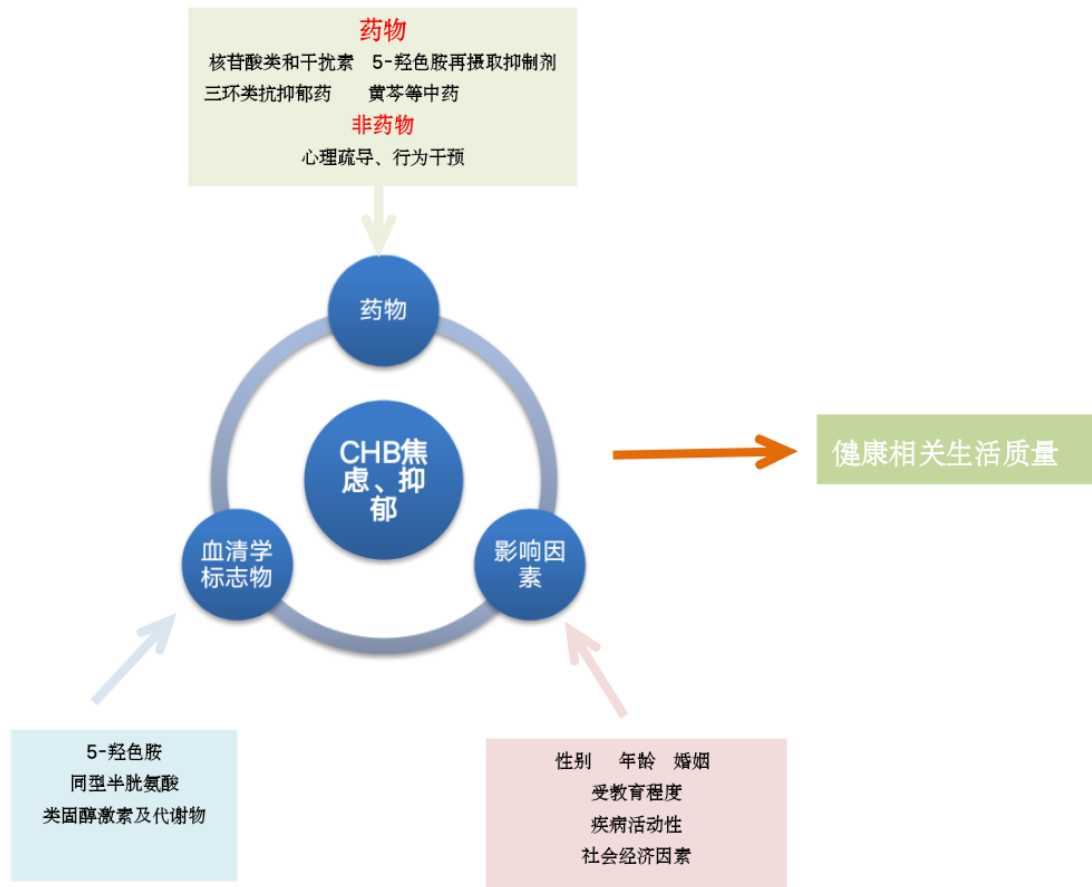 药物
核苷酸类和干扰素 5-羟色胺再摄取抑制剂
三环类抗抑郁药 黄芩等中药
非药物
心理疏导、行为干预
药物
CHB焦
虑、抑
郁
健康相关生活质量
血清学
标志物
影响因
素
5-羟色胺
同型半胱氨酸
类固醇激素及代谢物
性别 年龄 婚姻
受教育程度
疾病活动性
社会经济因素